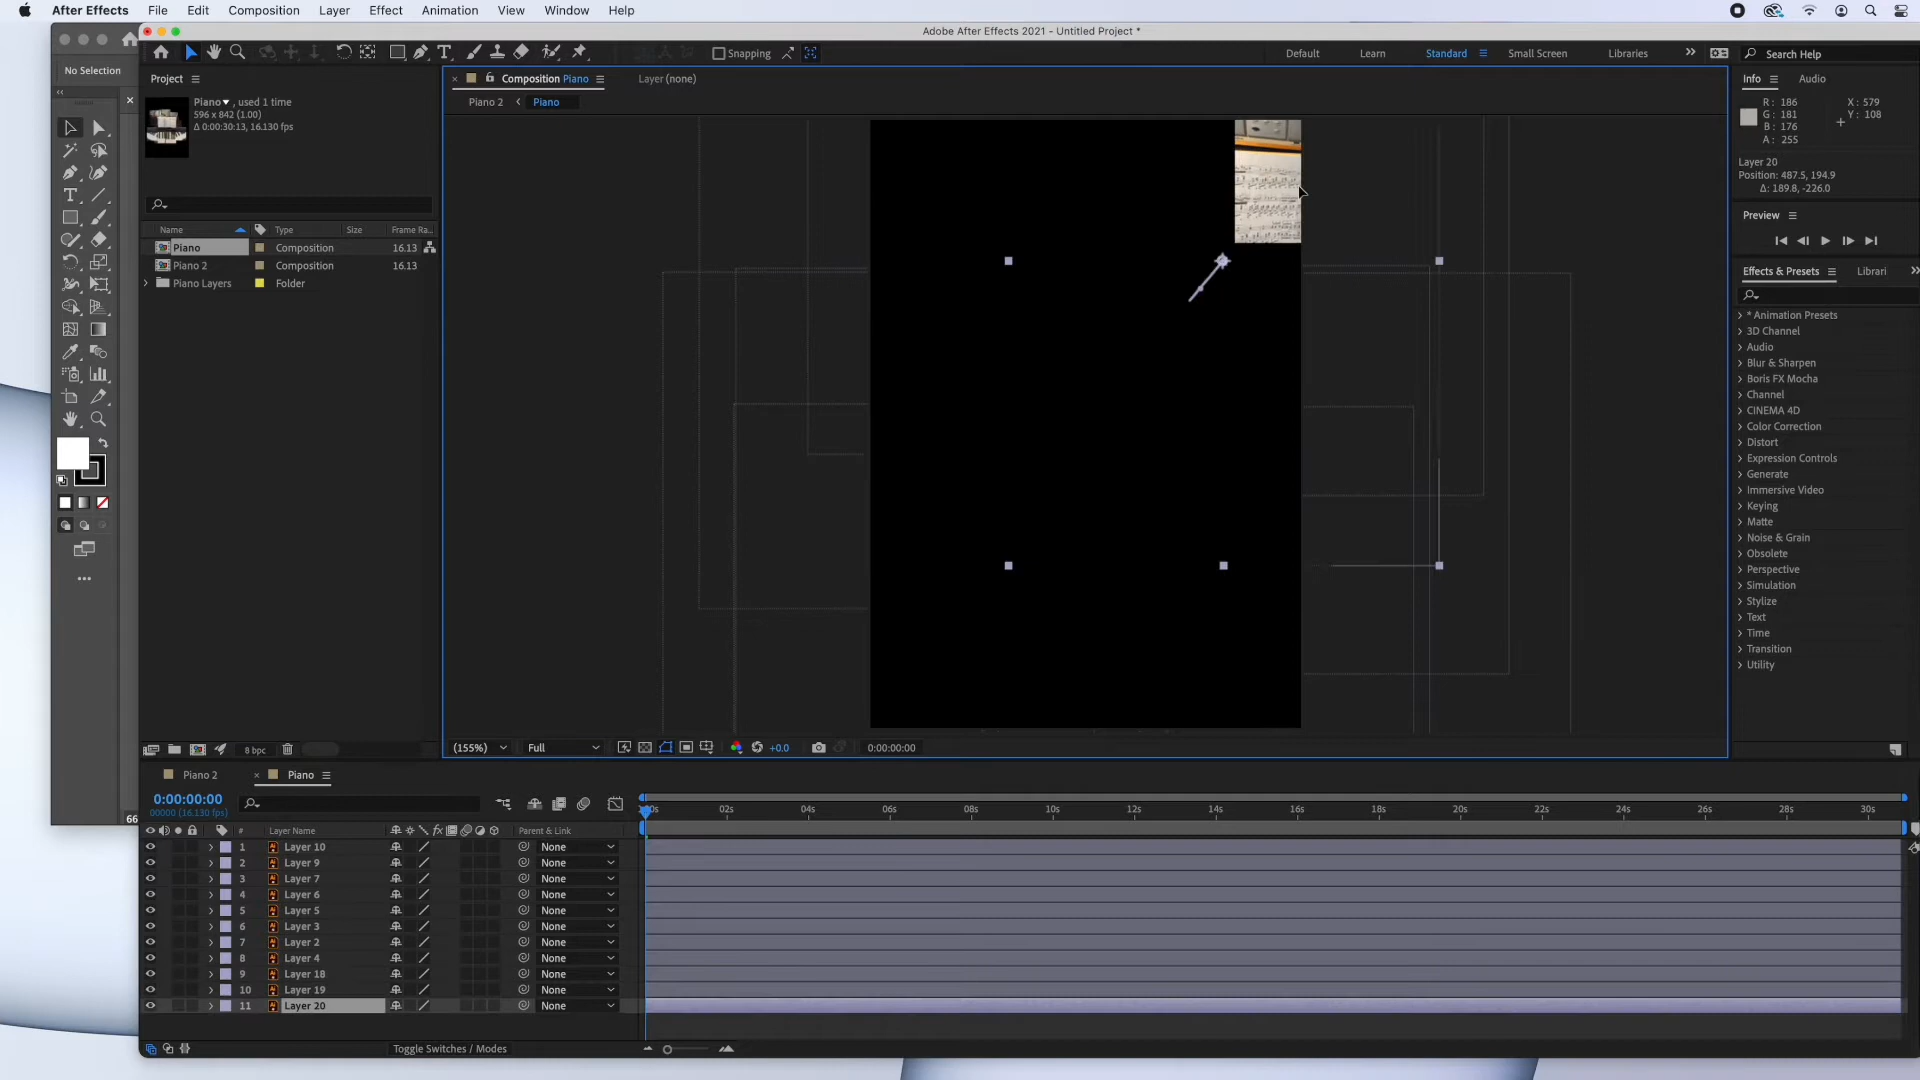 After Effects File Edit Composition Layer Effect Animation View Window Help
Adobe After Effects 2021 - Untitled Project *
Snapping
Default Learn Standard Small Screen Libraries
Search Help
No Selection
Project
Piano , used 1 time
596 x 842 (1.00)
Δ 0:00:30:13, 16.130 fps
Name Type Size Frame Ra...
Piano Composition 16.13
Piano 2 Composition 16.13
Piano Layers Folder
8 bpc
66
Composition Piano
Layer (none)
Piano 2 Piano
(155%) Full +0.0 0:00:00:00
Info Audio
R: 186
G: 181
B: 176
A: 255
X: 579
Y: 108
Layer 20
Position: 487.5, 194.9
Δ: 189.8, -226.0
Preview
Effects & Presets Librari
* Animation Presets
3D Channel
Audio
Blur & Sharpen
Boris FX Mocha
Channel
CINEMA 4D
Color Correction
Distort
Expression Controls
Generate
Immersive Video
Keying
Matte
Noise & Grain
Obsolete
Perspective
Simulation
Stylize
Text
Time
Transition
Utility
Piano 2 Piano
0:00:00:00
00000 (16.130 fps)
:00s 02s 04s 06s 08s 10s 12s 14s 16s 18s 20s 22s 24s 26s 28s 30s
# Layer Name Parent & Link
1 Layer 10 None
2 Layer 9 None
3 Layer 7 None
4 Layer 6 None
5 Layer 5 None
6 Layer 3 None
7 Layer 2 None
8 Layer 4 None
9 Layer 18 None
10 Layer 19 None
11 Layer 20 None
Toggle Switches / Modes